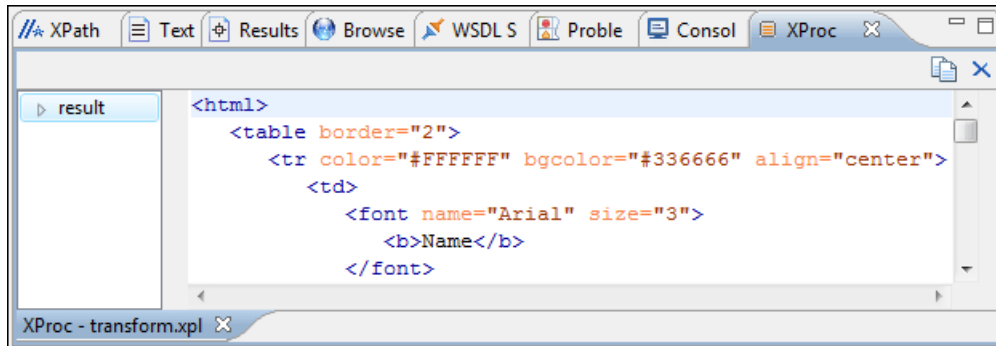 XPath Text Results Browse WSDL S Proble Consol XProc
result
<html>
<table border="2">
<tr color="#FFFFFF" bgcolor="#336666" align="center">
<td>
<font name="Arial" size="3">
<b>Name</b>
</font>
XProc - transform.xpl